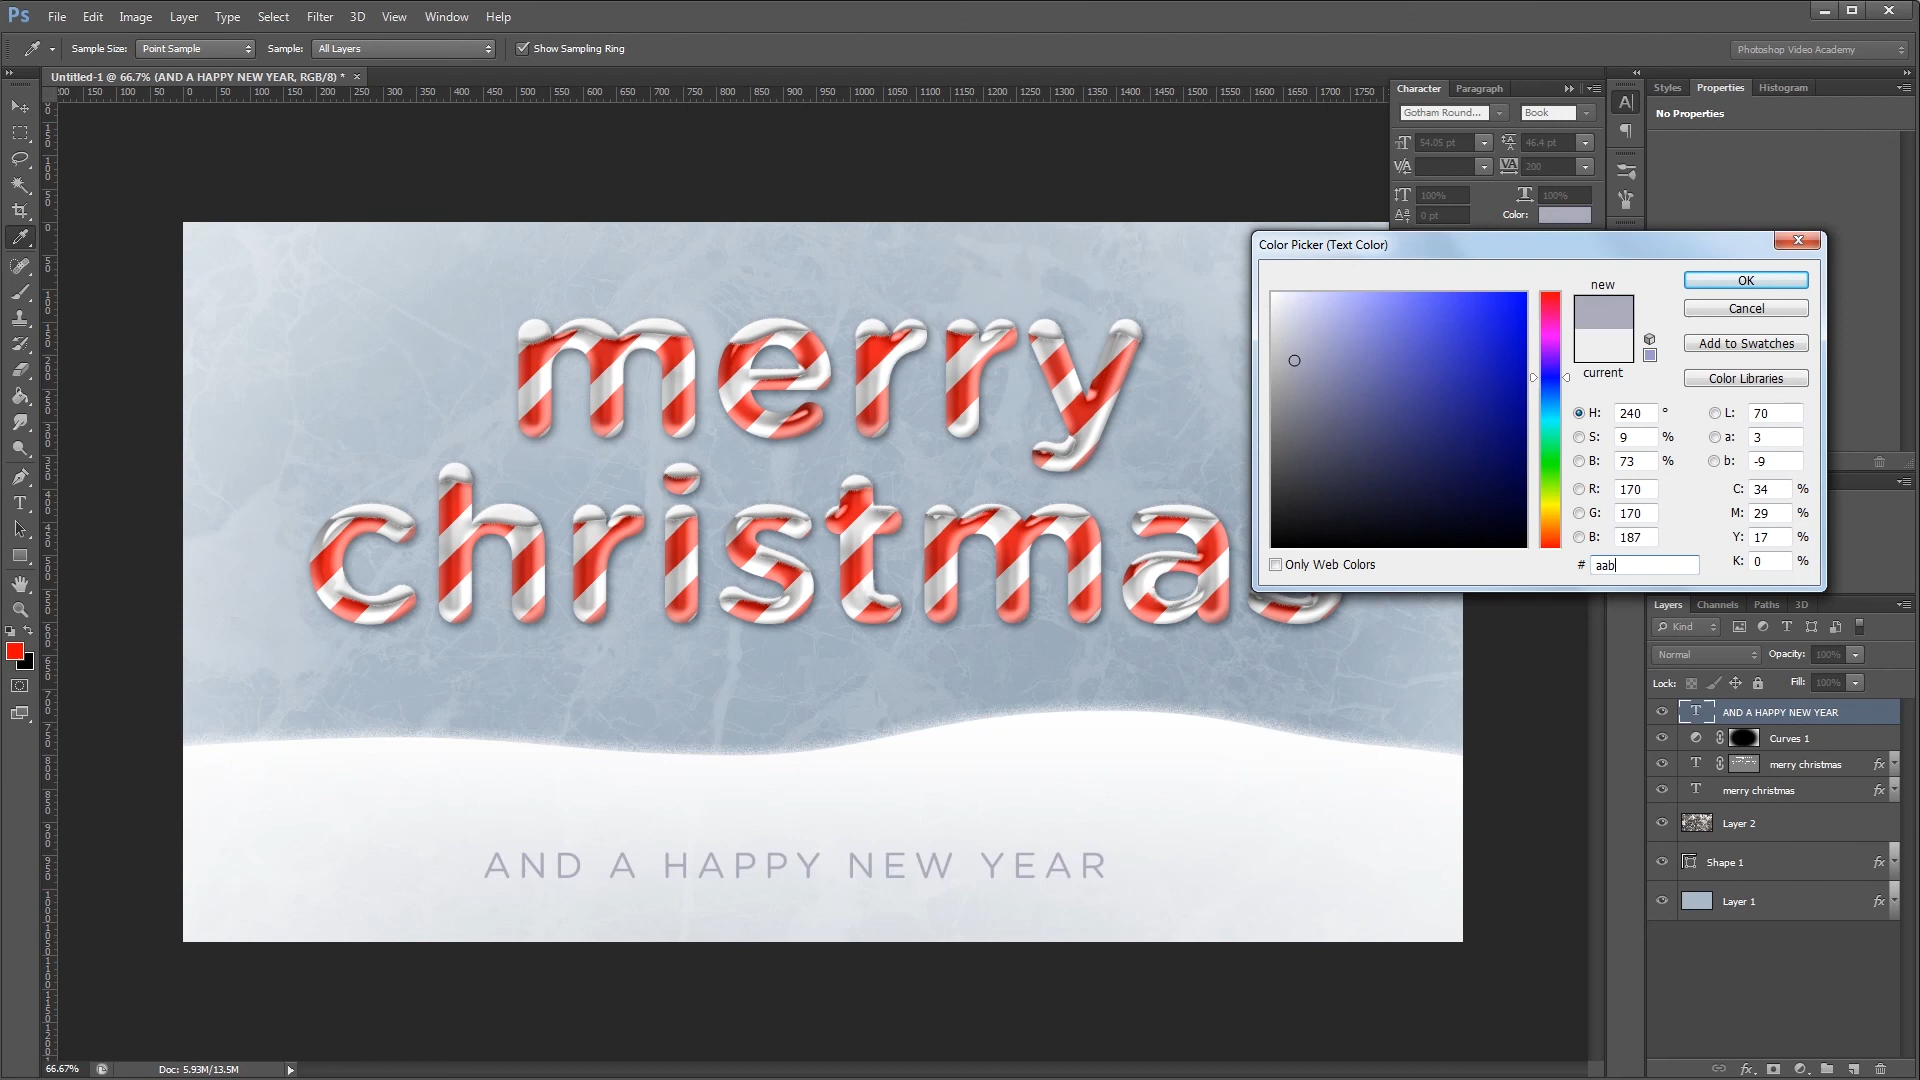 Ps File Edit Image Layer Type Select Filter 3D View Window Help
Sample Size: Point Sample Sample: All Layers Show Sampling Ring Photoshop Video Academy
Untitled-1 @ 66.7% (AND A HAPPY NEW YEAR, RGB/8) * ×
Character Paragraph
Gotham Round... Book
54.05 pt 46.4 pt
200
100% 100%
0 pt Color:
Styles Properties Histogram
No Properties
merry
christmas
AND A HAPPY NEW YEAR
Color Picker (Text Color)
new
current
OK
Cancel
Add to Swatches
Color Libraries
H: 240 ° L: 70
S: 9 % a: 3
B: 73 % b: -9
R: 170 C: 34 %
G: 170 M: 29 %
B: 187 Y: 17 %
# aab K: 0 %
Only Web Colors
Layers Channels Paths 3D
Kind
Normal Opacity: 100%
Lock: Fill: 100%
AND A HAPPY NEW YEAR
Curves 1
merry christmas fx
merry christmas fx
Layer 2
Shape 1 fx
Layer 1 fx
66.67% Doc: 5.93M/13.5M